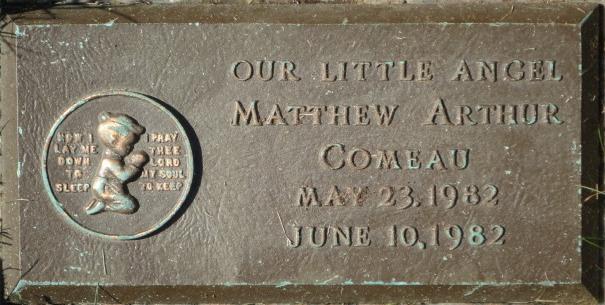 NOW I PRAY
LAY ME THEE
DOWN LORD
TO MY SOUL
SLEEP TO KEEP
OUR LITTLE ANGEL
MATTHEW ARTHUR
COMEAU
MAY 23, 1982
JUNE 10, 1982